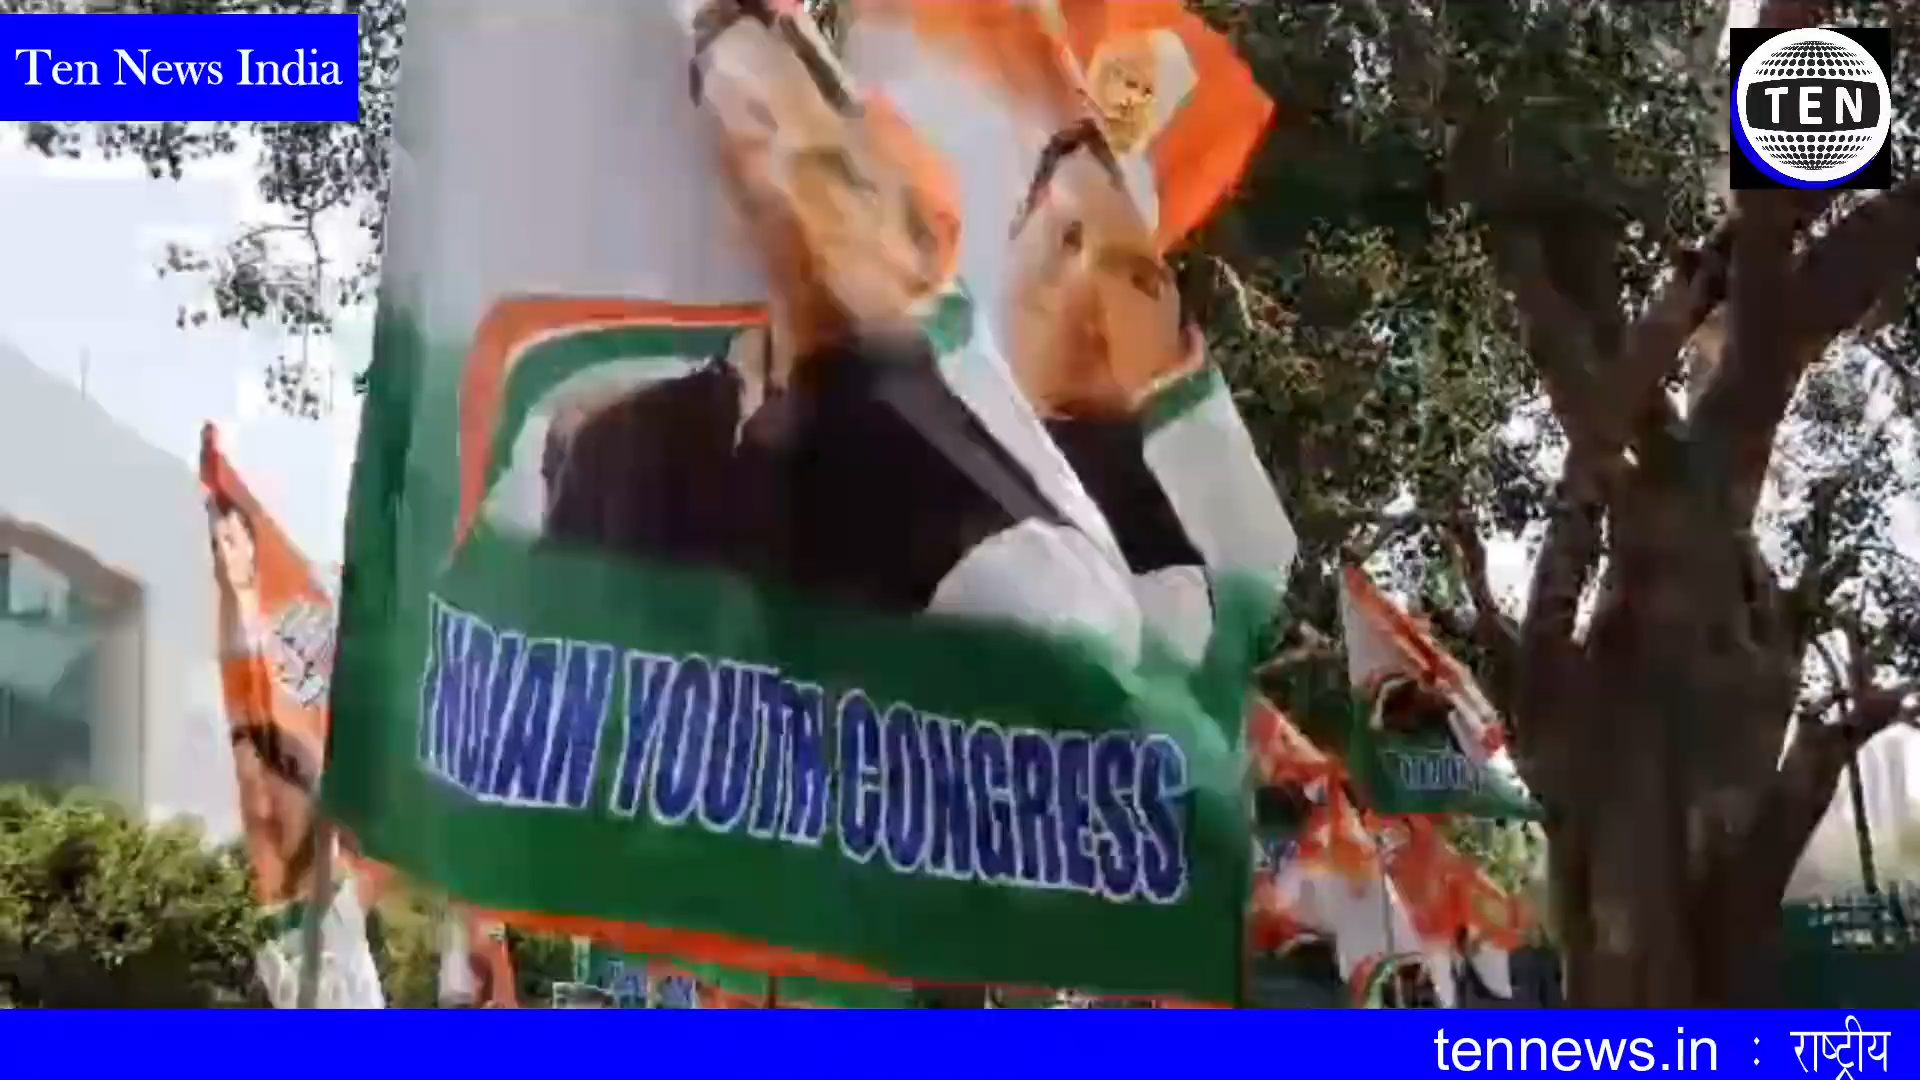 Ten News India
TEN
INDIAN YOUTH CONGRESS
tennews.in : राष्ट्रीय